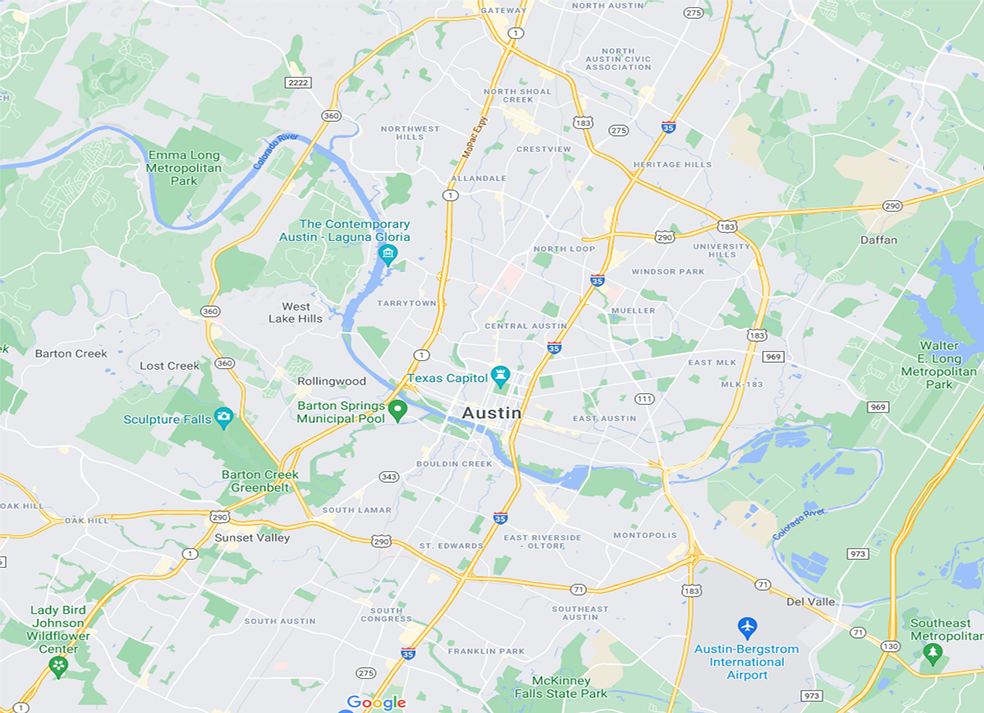 GATEWAY
NORTH AUSTIN
275
1
NORTH
AUSTIN CIVIC
ASSOCIATION
2222
NORTH SHOAL
CREEK
360
183
275
35
NORTHWEST
HILLS
MoPac Expy
Colorado River
CRESTVIEW
Emma Long
Metropolitan
Park
HERITAGE HILLS
ALLANDALE
1
290
The Contemporary
Austin - Laguna Gloria
183
290
Daffan
NORTH LOOP
UNIVERSITY
HILLS
WINDSOR PARK
35
West
Lake Hills
TARRYTOWN
360
MUELLER
CENTRAL AUSTIN
183
35
Barton Creek
1
969
Walter
E. Long
Metropolitan
Park
Lost Creek
360
EAST MLK
Rollingwood
Texas Capitol
MLK-183
111
969
Barton Springs
Municipal Pool
Austin
Sculpture Falls
EAST AUSTIN
BOULDIN CREEK
Barton Creek
Greenbelt
343
OAK HILL
OAK HILL
290
SOUTH LAMAR
35
Colorado River
Sunset Valley
290
ST. EDWARDS
EAST RIVERSIDE
- OLTORF
MONTOPOLIS
1
973
71
183
71
Del Valle
Lady Bird
Johnson
Wildflower
Center
SOUTH AUSTIN
SOUTH
CONGRESS
SOUTHEAST
AUSTIN
71
130
Southeast
Metropolitan
35
FRANKLIN PARK
Austin-Bergstrom
International
Airport
275
McKinney
Falls State Park
973
1
Google